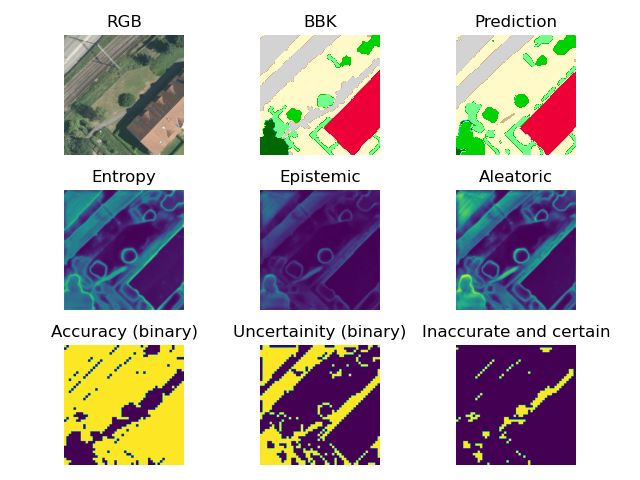 RGB
BBK
Prediction
Entropy
Epistemic
Aleatoric
Accuracy (binary)
Uncertainity (binary)
Inaccurate and certain